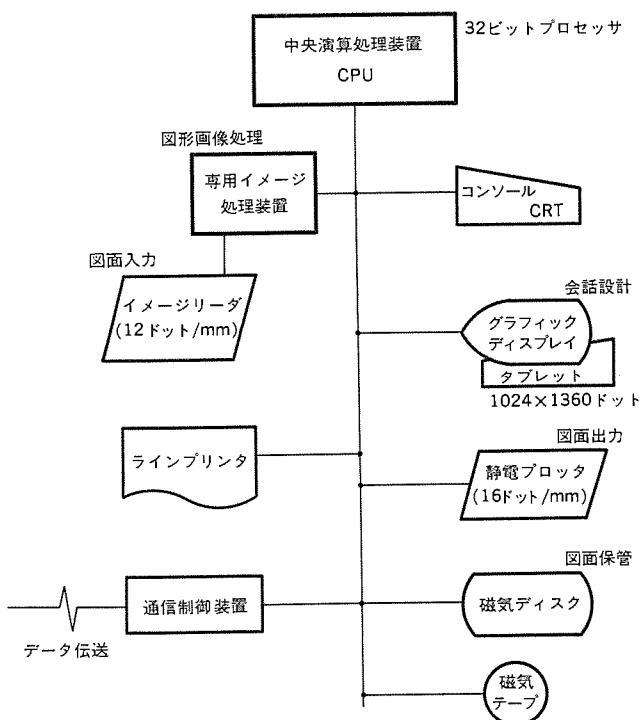 中央演算処理装置
CPU
32ビットプロセッサ
図形画像処理
専用イメージ
処理装置
コンソール
CRT
図面入力
イメージリーダ
(12ドット/mm)
会話設計
グラフィック
ディスプレイ
タブレット
1024×1360ドット
ラインプリンタ
図面出力
静電プロッタ
(16ドット/mm)
図面保管
通信制御装置
磁気ディスク
データ伝送
磁気
テープ